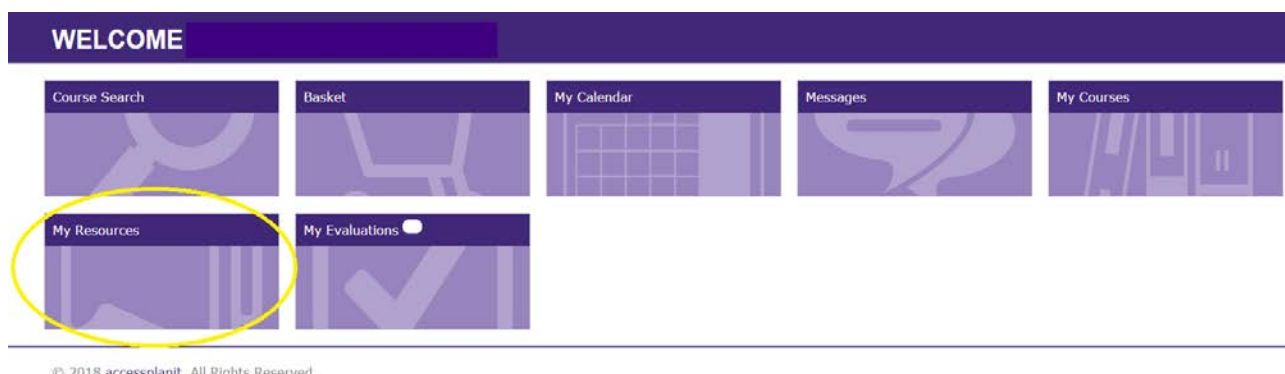 WELCOME
Course Search Basket My Calendar Messages My Courses
My Resources My Evaluations
© 2018 accessplanit. All Rights Reserved